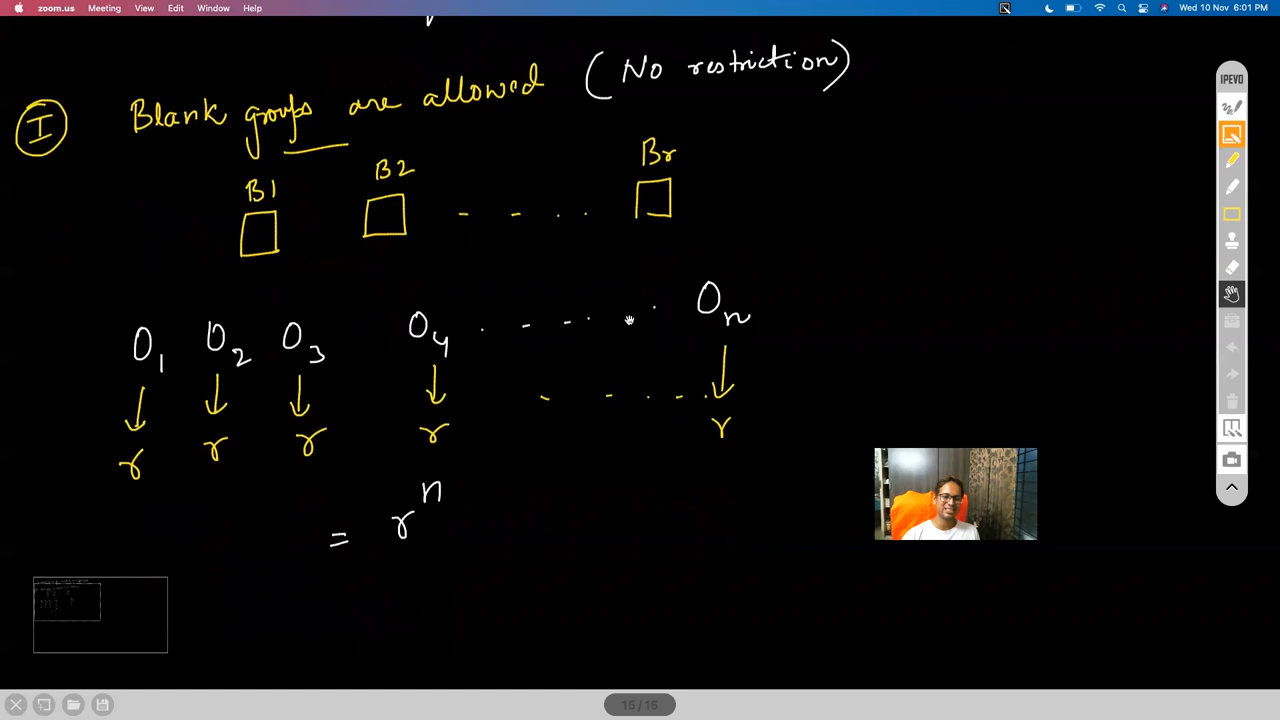 zoom.us Meeting View Edit Window Help Wed 10 Nov 6:01 PM
IPEVO
I Blank groups are allowed (No restriction)
B1 B2 - - . . Br
O1 O2 O3 O4 . - - . . . On
r r r r - - . - . r
= r^n
15/15